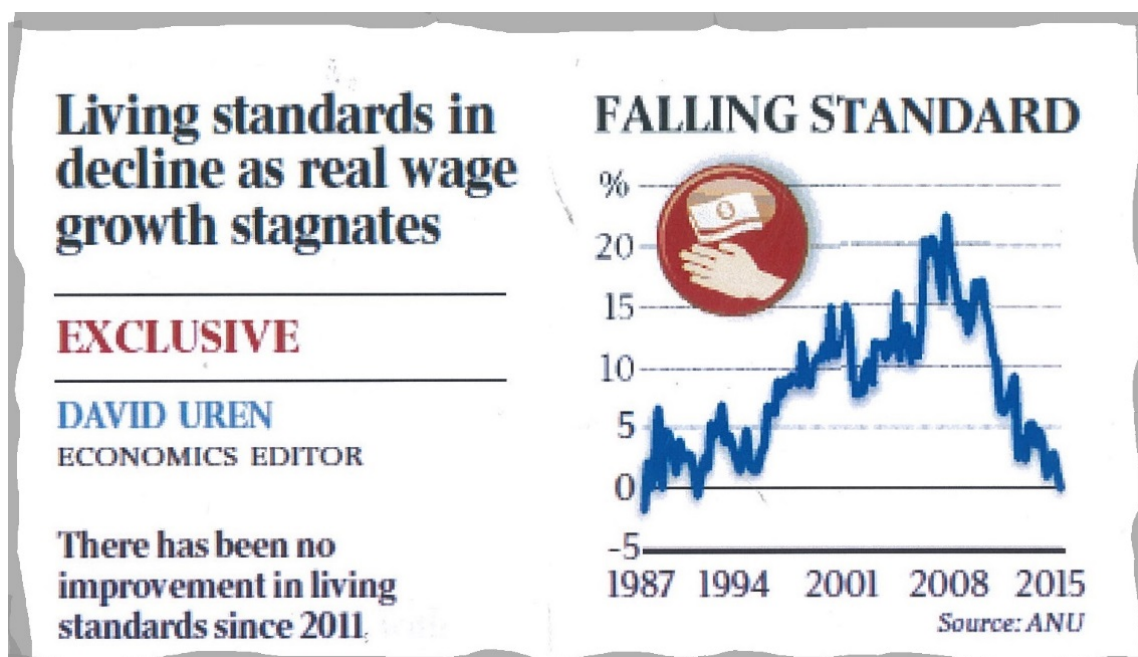 Living standards in
decline as real wage
growth stagnates
EXCLUSIVE
DAVID UREN
ECONOMICS EDITOR
There has been no
improvement in living
standards since 2011
FALLING STANDARD
%
20
15
10
5
0
-5
1987 1994 2001 2008 2015
Source: ANU